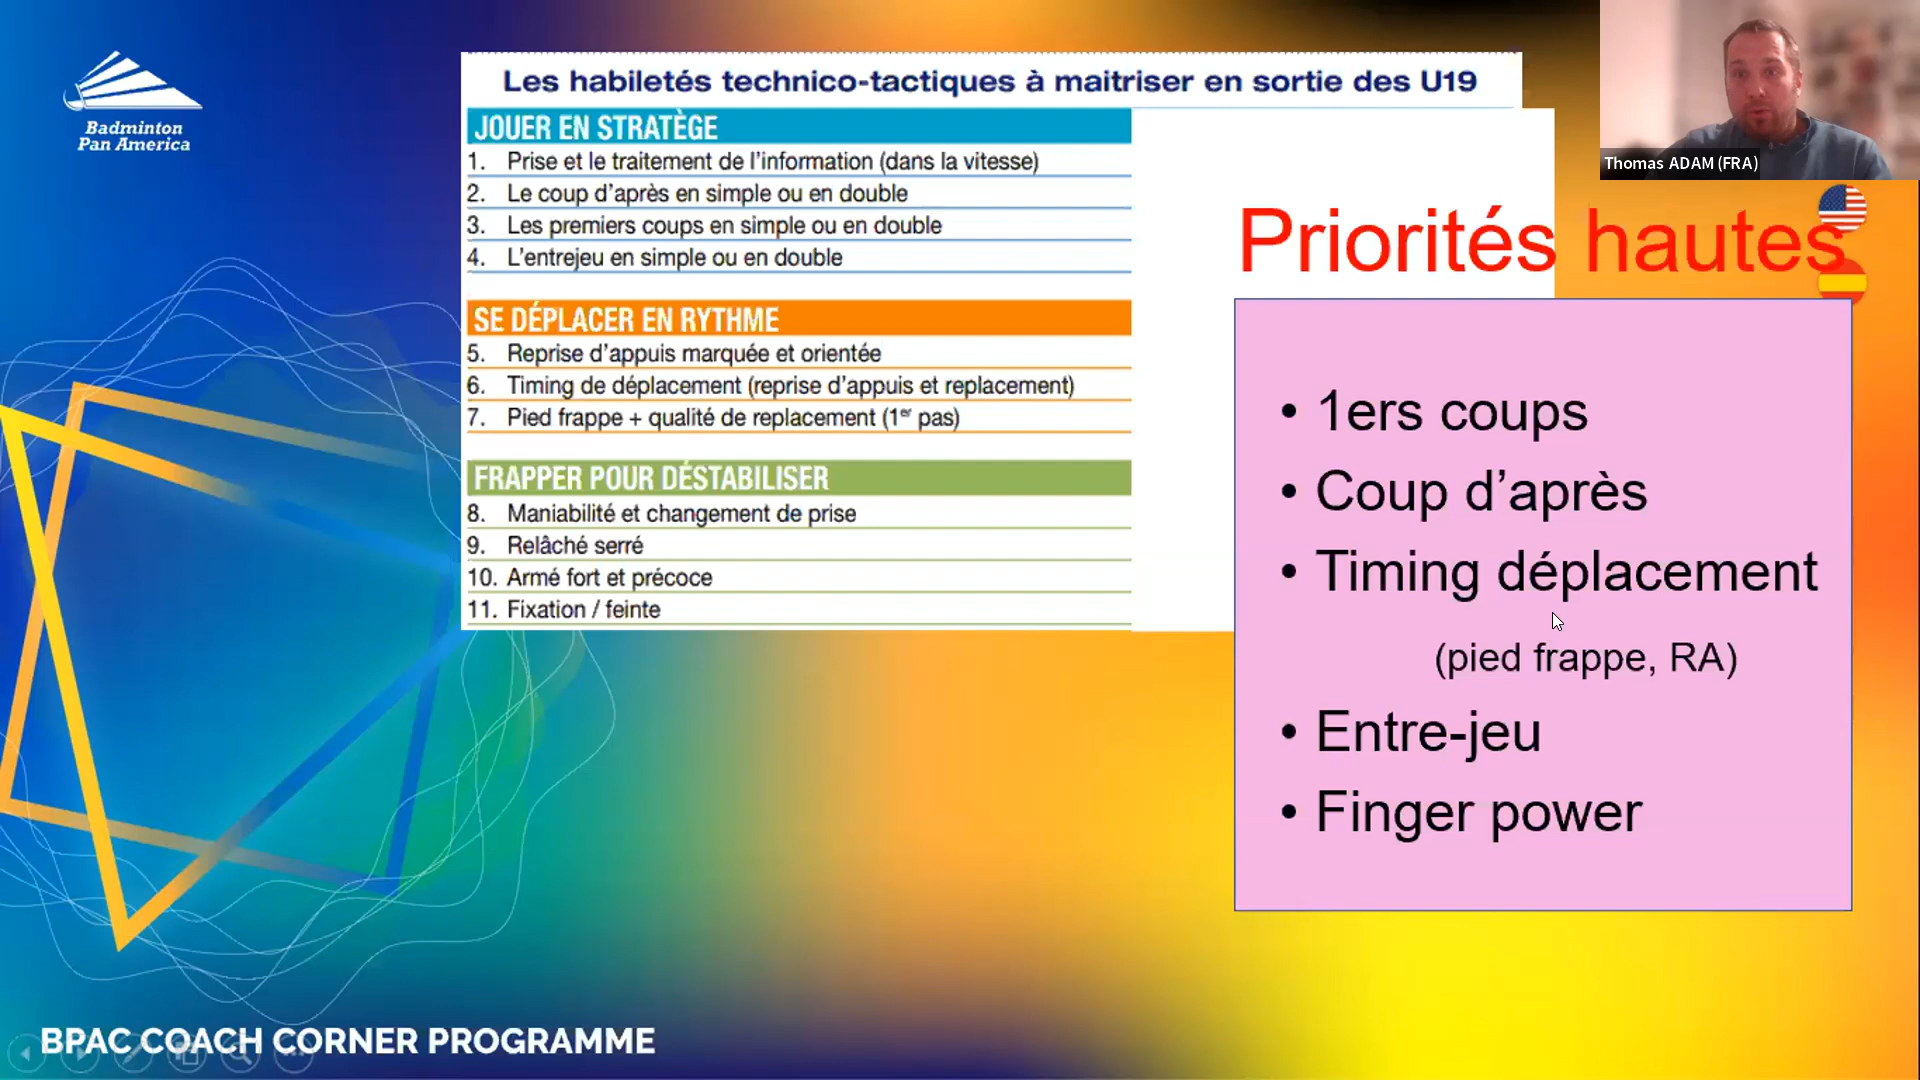 Badminton
Pan America
Les habiletés technico-tactiques à maitriser en sortie des U19
JOUER EN STRATÈGE
1. Prise et le traitement de l’information (dans la vitesse)
2. Le coup d’après en simple ou en double
3. Les premiers coups en simple ou en double
4. L’entrejeu en simple ou en double
SE DÉPLACER EN RYTHME
5. Reprise d’appuis marquée et orientée
6. Timing de déplacement (reprise d’appuis et replacement)
7. Pied frappe + qualité de replacement (1er pas)
FRAPPER POUR DÉSTABILISER
8. Maniabilité et changement de prise
9. Relâché serré
10. Armé fort et précoce
11. Fixation / feinte
Thomas ADAM (FRA)
Priorités hautes
• 1ers coups
• Coup d’après
• Timing déplacement
(pied frappe, RA)
• Entre-jeu
• Finger power
BPAC COACH CORNER PROGRAMME